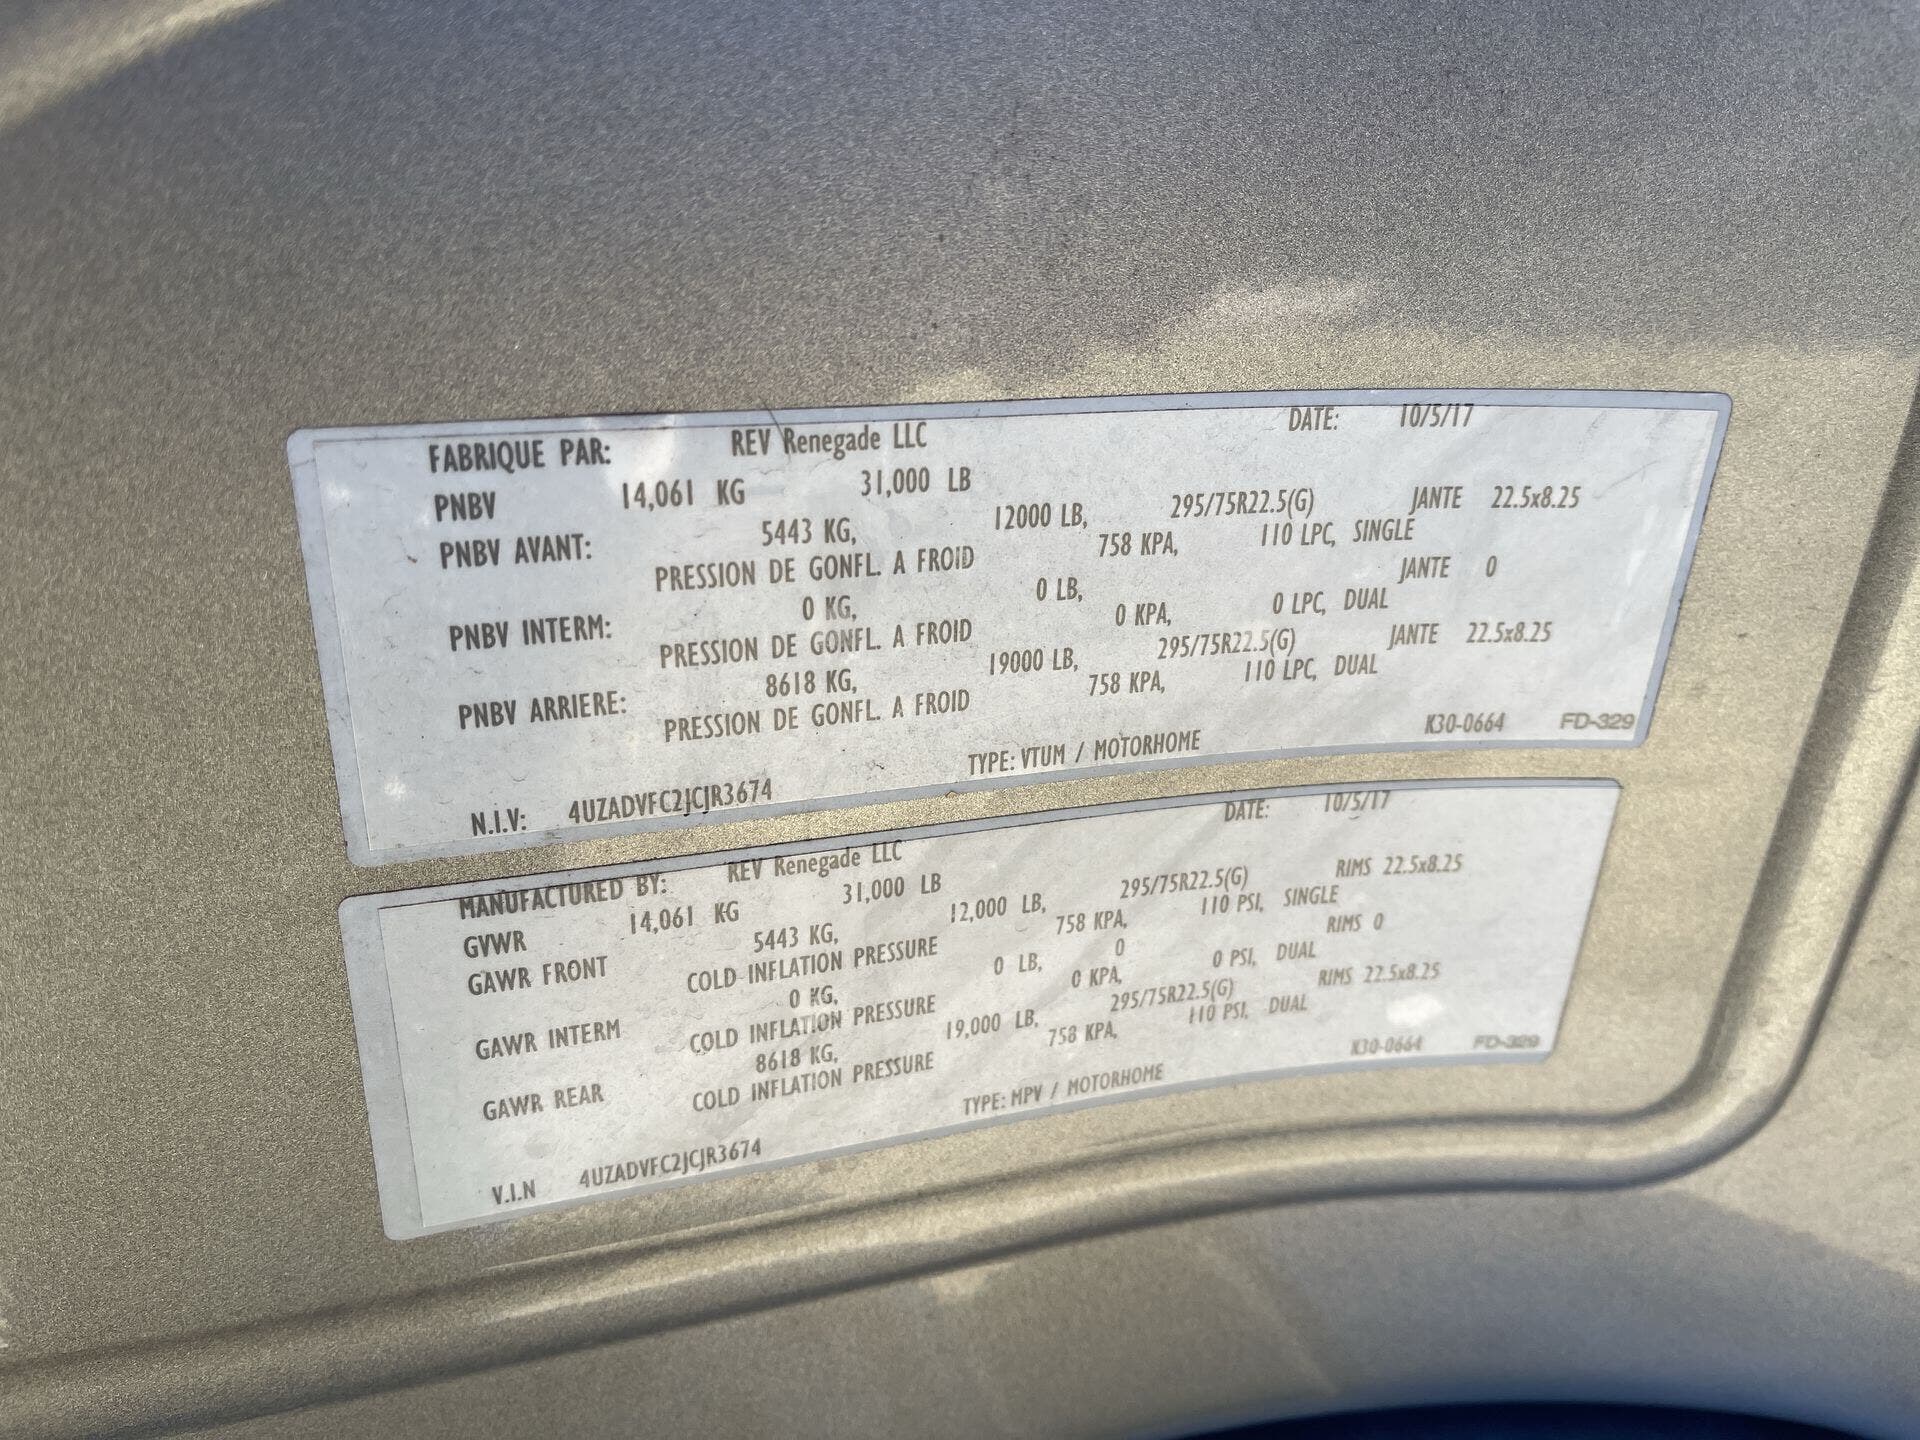 FABRIQUE PAR: REV Renegade LLC DATE: 10/5/17
PNBV 14,061 KG 31,000 LB
PNBV AVANT: 5443 KG, 12000 LB, 295/75R22.5(G) JANTE 22.5x8.25
PRESSION DE GONFL. A FROID 758 KPA, 110 LPC, SINGLE
PNBV INTERM: 0 KG, 0 LB, JANTE 0
PRESSION DE GONFL. A FROID 0 KPA, 0 LPC, DUAL
PNBV ARRIERE: 8618 KG, 19000 LB, 295/75R22.5(G) JANTE 22.5x8.25
PRESSION DE GONFL. A FROID 758 KPA, 110 LPC, DUAL
K30-0664 FD-329
N.I.V: 4UZADVFC2JCJR3674 TYPE: VTUM / MOTORHOME
MANUFACTURED BY: REV Renegade LLC DATE: 10/5/17
GVWR 14,061 KG 31,000 LB
GAWR FRONT 5443 KG, 12,000 LB, 295/75R22.5(G) RIMS 22.5x8.25
COLD INFLATION PRESSURE 758 KPA, 110 PSI, SINGLE
GAWR INTERM 0 KG, 0 LB, 0 RIMS 0
COLD INFLATION PRESSURE 0 KPA, 0 PSI, DUAL
GAWR REAR 8618 KG, 19,000 LB, 295/75R22.5(G) RIMS 22.5x8.25
COLD INFLATION PRESSURE 758 KPA, 110 PSI, DUAL
K30-0664 FD-329
V.I.N 4UZADVFC2JCJR3674 TYPE: MPV / MOTORHOME